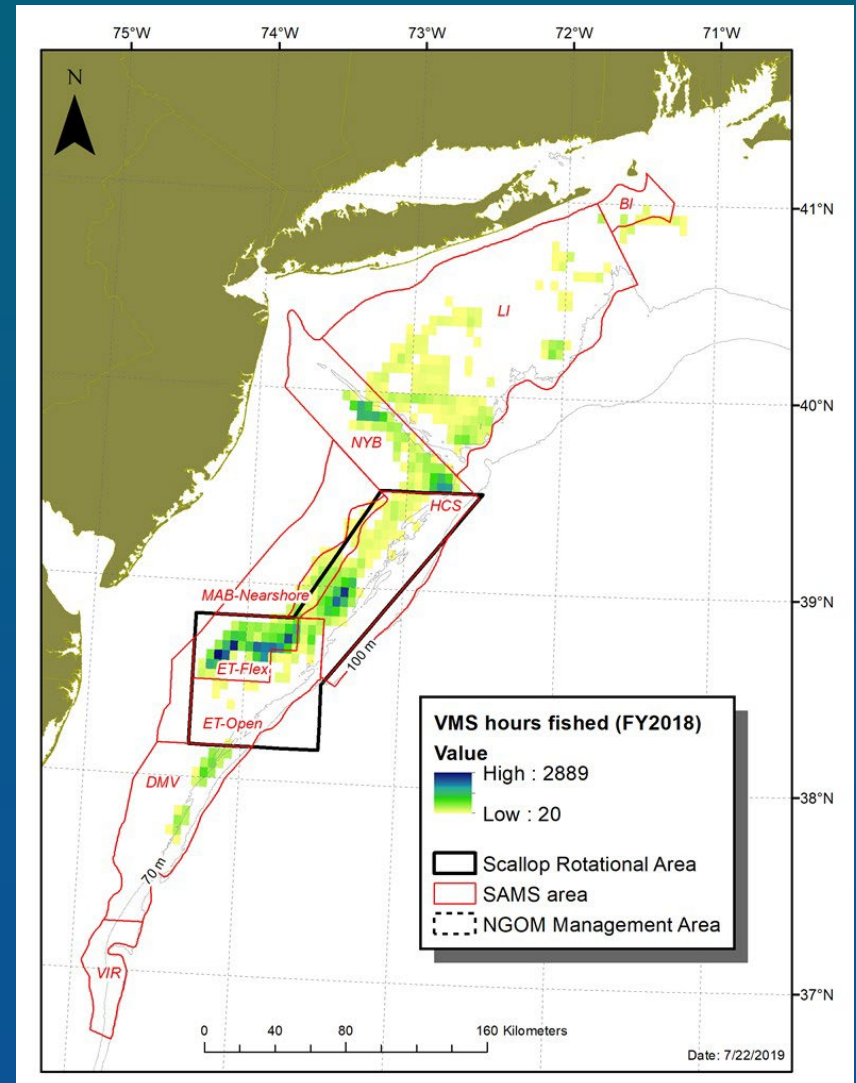 75°W 74°W 73°W 72°W 71°W
N
BI
41°N
LI
40°N
NYB
HCS
MAB-Nearshore
39°N
100 m
ET-Flex
ET-Open
DMV
38°N
70 m
VIR
37°N
VMS hours fished (FY2018)
Value
High : 2889
Low : 20
Scallop Rotational Area
SAMS area
NGOM Management Area
0 40 80 160 Kilometers
Date: 7/22/2019